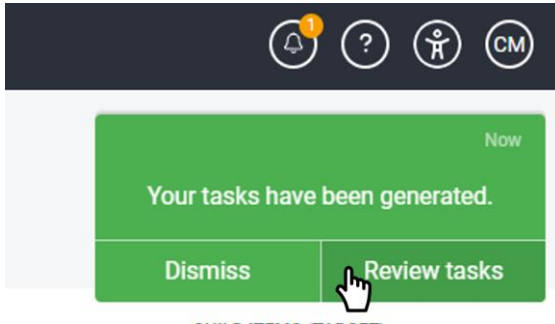 1
? CM
Now
Your tasks have been generated.
Dismiss Review tasks